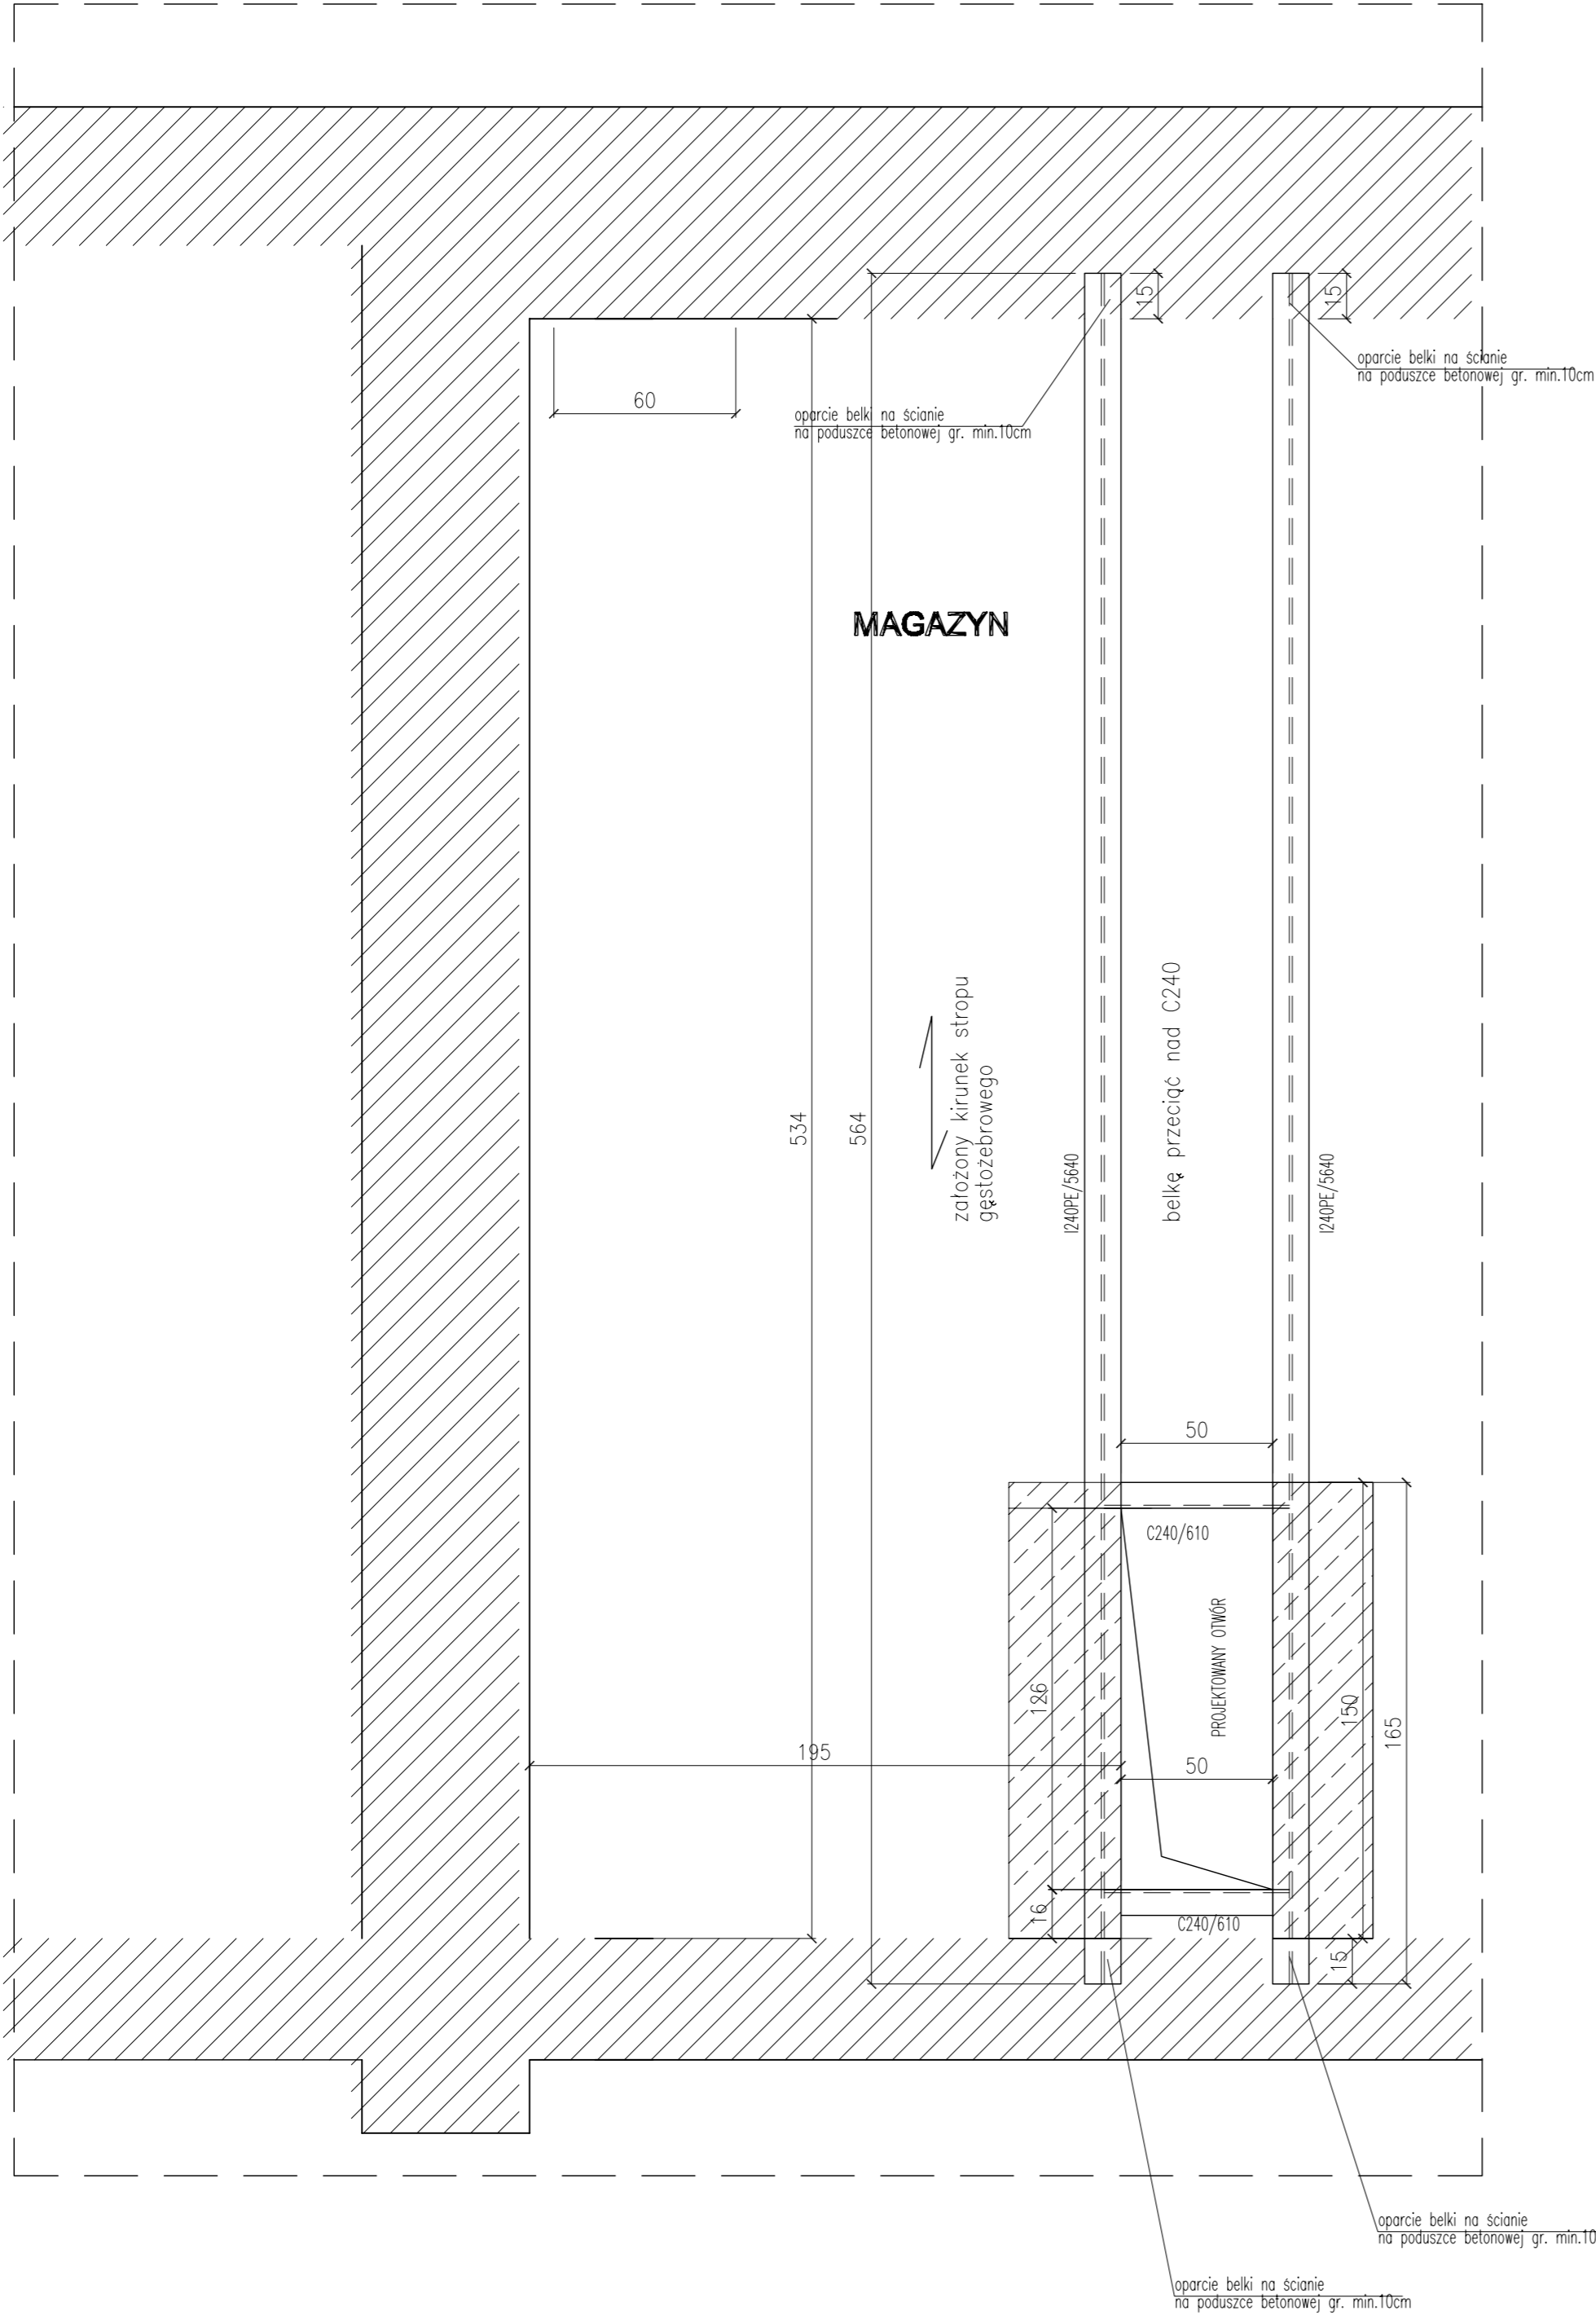 15
15
oparcie belki na ścianie
na poduszce betonowej gr. min.10cm
60
oparcie belki na ścianie
na poduszce betonowej gr. min.10cm
MAGAZYN
534
564
założony kirunek stropu
gęstożebrowego
I240PE/5640
belkę przeciąć nad C240
I240PE/5640
50
C240/610
PROJEKTOWANY OTWÓR
126
150
165
195
50
16
C240/610
15
oparcie belki na ścianie
na poduszce betonowej gr. min.10
oparcie belki na ścianie
na poduszce betonowej gr. min.10cm